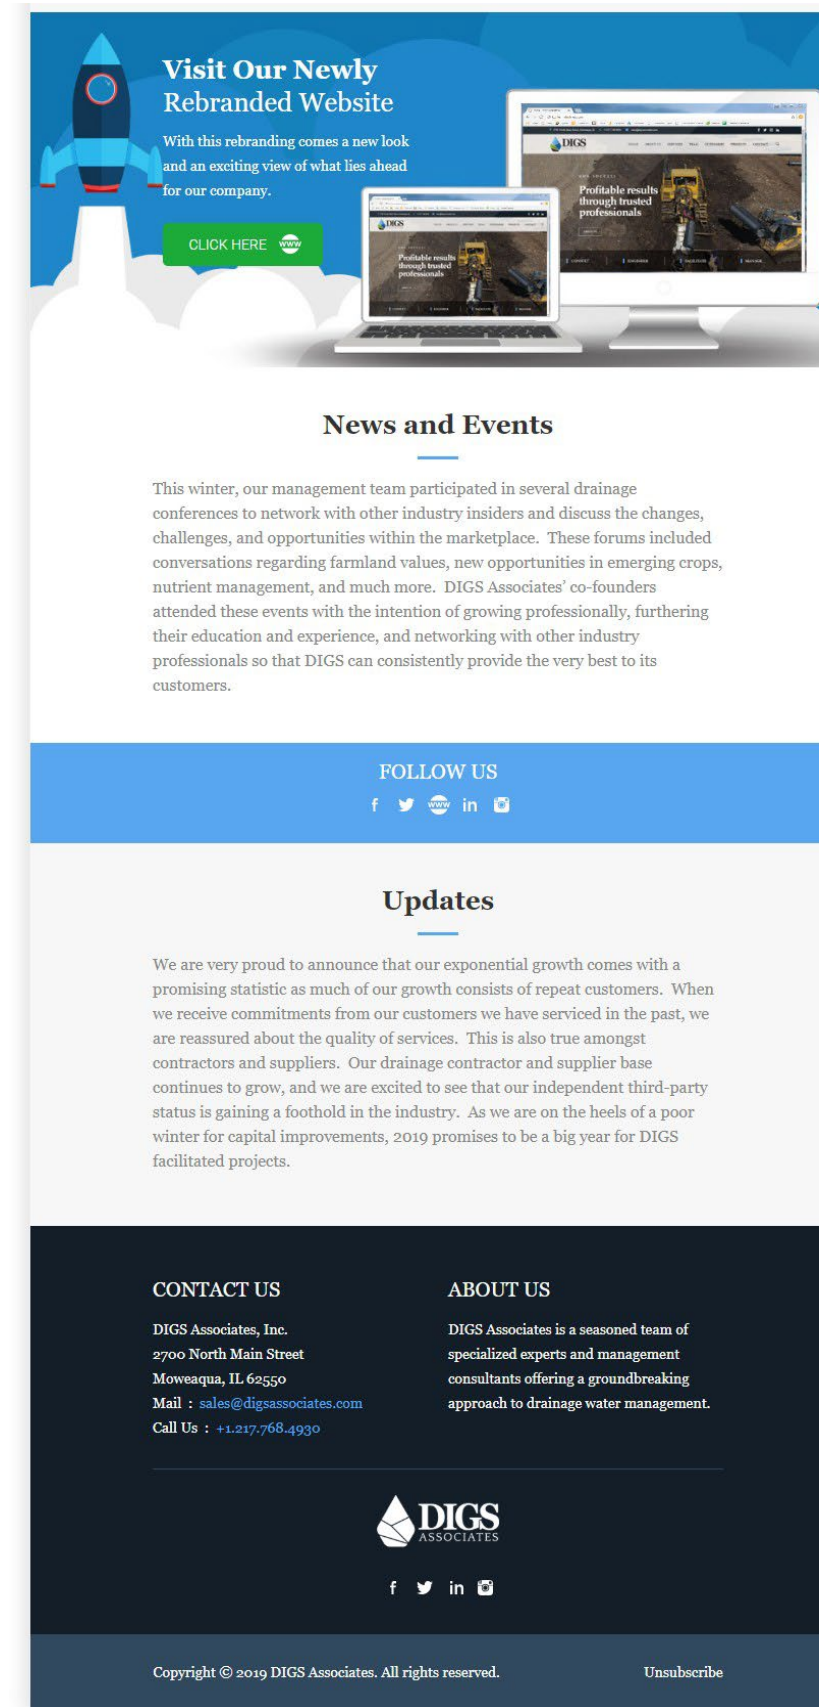 Visit Our Newly
Rebranded Website
With this rebranding comes a new look
and an exciting view of what lies ahead
for our company.
CLICK HERE www
DIGS
Profitable results
through trusted
professionals
DIGS
Profitable results
through trusted
professionals
News and Events
This winter, our management team participated in several drainage
conferences to network with other industry insiders and discuss the changes,
challenges, and opportunities within the marketplace.  These forums included
conversations regarding farmland values, new opportunities in emerging crops,
nutrient management, and much more.  DIGS Associates’ co-founders
attended these events with the intention of growing professionally, furthering
their education and experience, and networking with other industry
professionals so that DIGS can consistently provide the very best to its
customers.
FOLLOW US
f www in
Updates
We are very proud to announce that our exponential growth comes with a
promising statistic as much of our growth consists of repeat customers.  When
we receive commitments from our customers we have serviced in the past, we
are reassured about the quality of services.  This is also true amongst
contractors and suppliers.  Our drainage contractor and supplier base
continues to grow, and we are excited to see that our independent third-party
status is gaining a foothold in the industry.  As we are on the heels of a poor
winter for capital improvements, 2019 promises to be a big year for DIGS
facilitated projects.
CONTACT US
DIGS Associates, Inc.
2700 North Main Street
Moweaqua, IL 62550
Mail : sales@digsassociates.com
Call Us : +1.217.768.4930
ABOUT US
DIGS Associates is a seasoned team of
specialized experts and management
consultants offering a groundbreaking
approach to drainage water management.
DIGS
ASSOCIATES
f in
Copyright © 2019 DIGS Associates. All rights reserved.
Unsubscribe